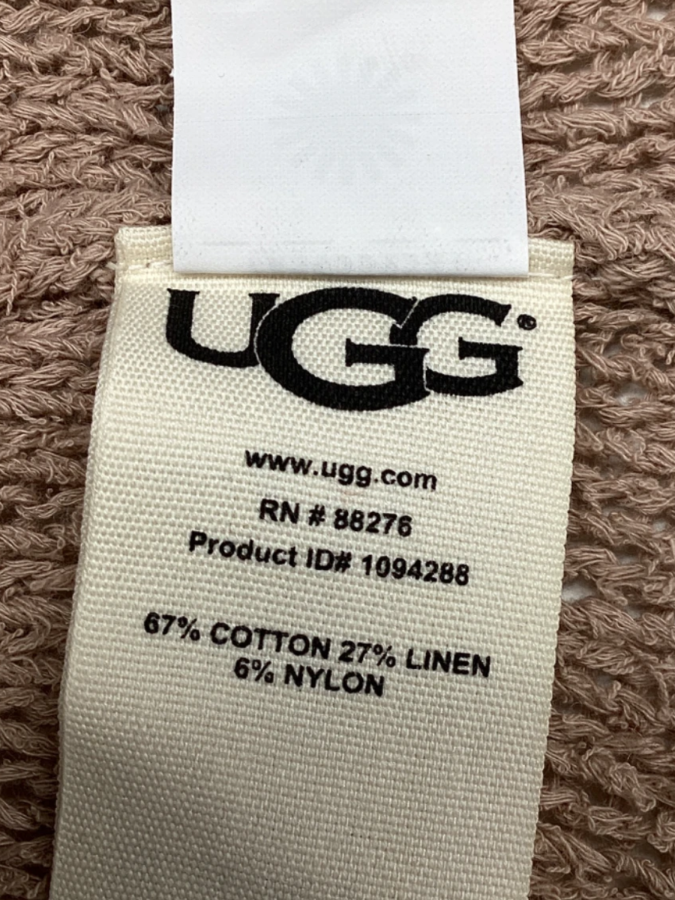 UGG®
www.ugg.com
RN # 88276
Product ID# 1094288
67% COTTON 27% LINEN
6% NYLON